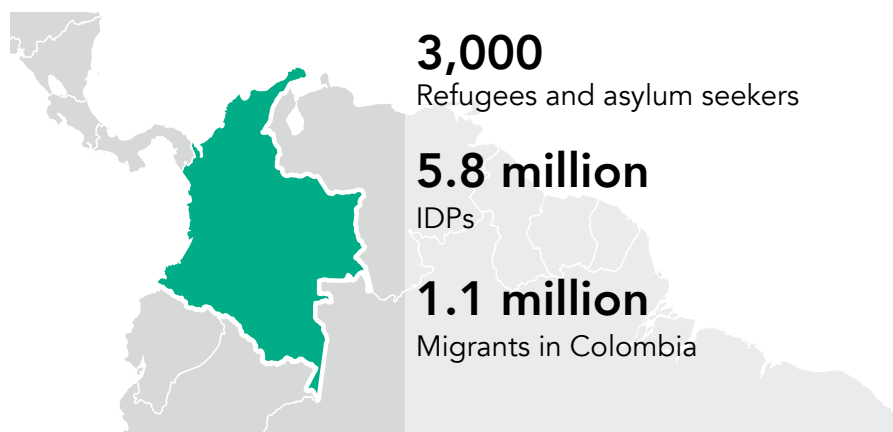 3,000
Refugees and asylum seekers
5.8 million
IDPs
1.1 million
Migrants in Colombia